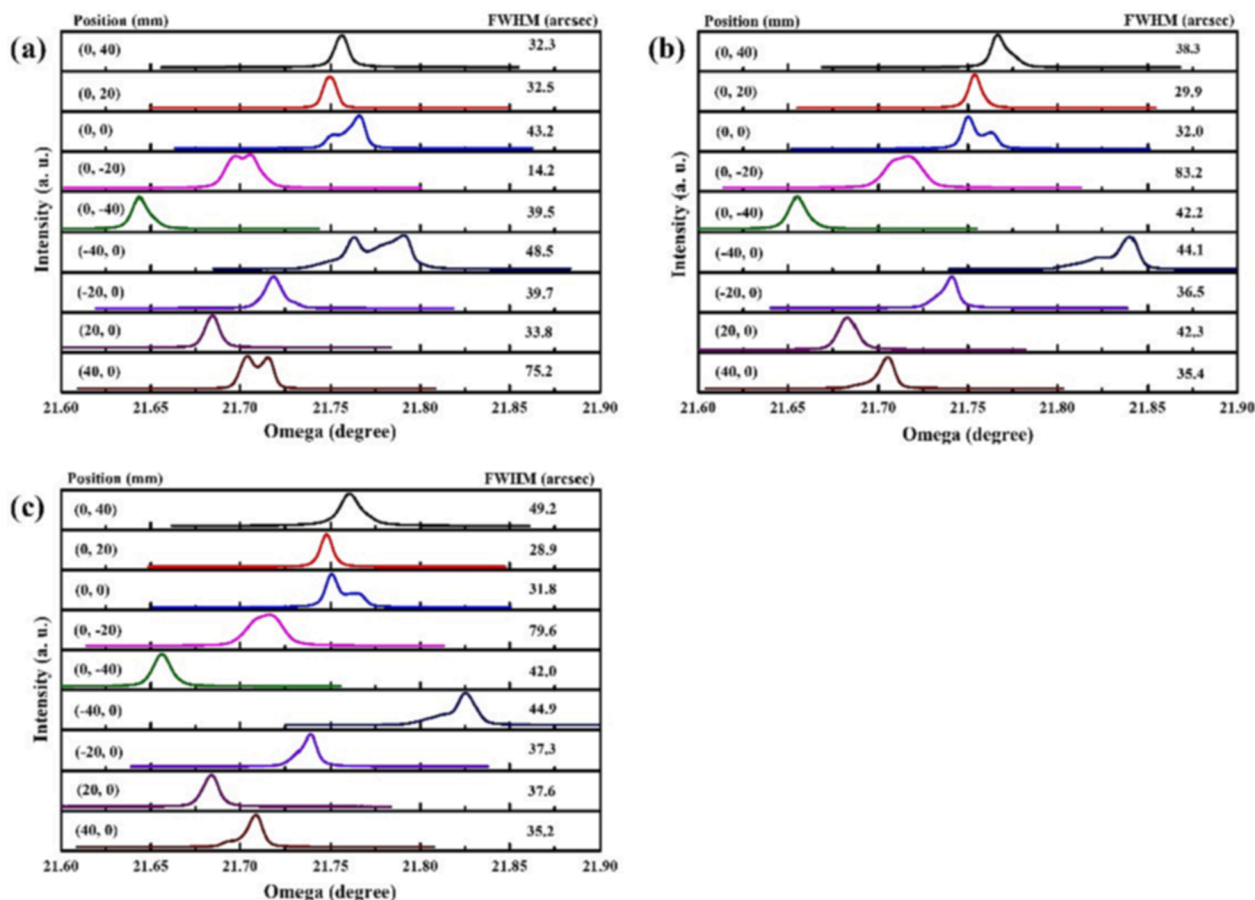 (a)
Position (mm) FWHM (arcsec)
(0, 40) 32.3
(0, 20) 32.5
(0, 0) 43.2
(0, -20) 14.2
(0, -40) 39.5
(-40, 0) 48.5
(-20, 0) 39.7
(20, 0) 33.8
(40, 0) 75.2
Intensity (a. u.)
21.60 21.65 21.70 21.75 21.80 21.85 21.90
Omega (degree)
(b)
Position (mm) FWHM (arcsec)
(0, 40) 38.3
(0, 20) 29.9
(0, 0) 32.0
(0, -20) 83.2
(0, -40) 42.2
(-40, 0) 44.1
(-20, 0) 36.5
(20, 0) 42.3
(40, 0) 35.4
Intensity (a. u.)
21.60 21.65 21.70 21.75 21.80 21.85 21.90
Omega (degree)
(c)
Position (mm) FWHM (arcsec)
(0, 40) 49.2
(0, 20) 28.9
(0, 0) 31.8
(0, -20) 79.6
(0, -40) 42.0
(-40, 0) 44.9
(-20, 0) 37.3
(20, 0) 37.6
(40, 0) 35.2
Intensity (a. u.)
21.60 21.65 21.70 21.75 21.80 21.85 21.90
Omega (degree)